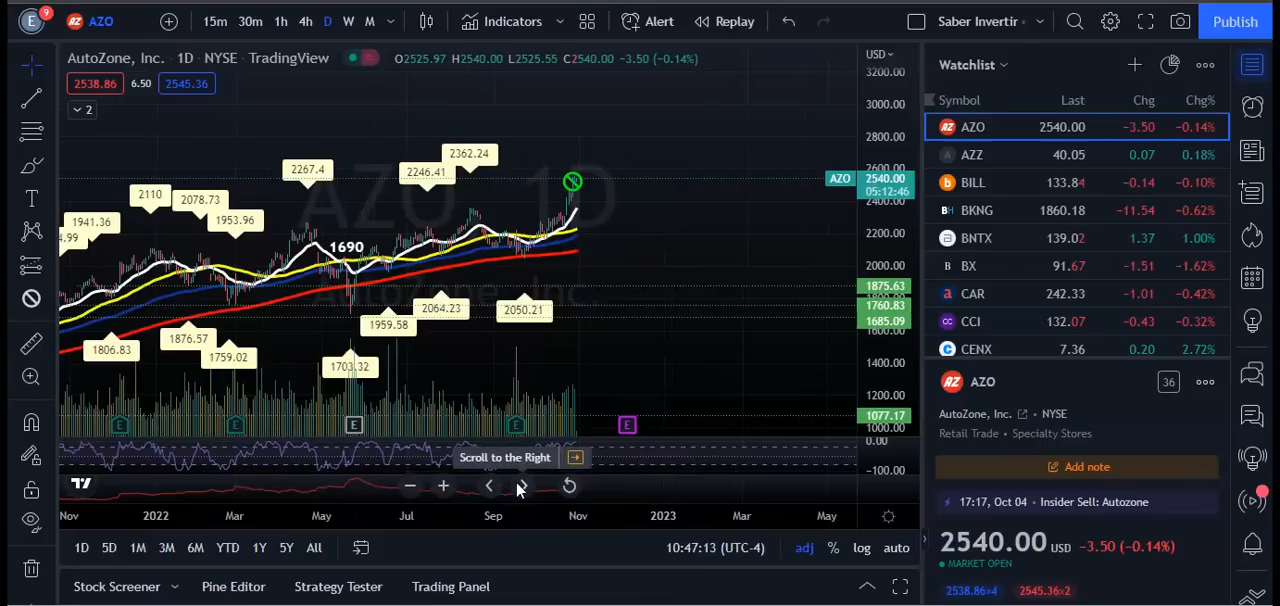 E 9 AZO 15m 30m 1h 4h D W M Indicators Alert Replay Saber Invertir Publish
AutoZone, Inc. · 1D · NYSE · TradingView O2525.97 H2540.00 L2525.55 C2540.00 −3.50 (−0.14%)
2538.86 6.50 2545.36
2
AZO, 1D
AutoZone, Inc.
2267.4 2246.41 2362.24
2110 2078.73 1953.96
1941.36
4.99
1690
1806.83 1876.57 1759.02 1703.32 1959.58 2064.23 2050.21
E E E E E
USD
3200.00
3000.00
2800.00
2600.00
AZO 2540.00
05:12:46
2400.00
2200.00
2000.00
1875.63
1760.83
1685.09
1600.00
1400.00
1200.00
1077.17
1000.00
0.00
−100.00
Scroll to the Right
Nov 2022 Mar May Jul Sep Nov 2023 Mar May
1D 5D 1M 3M 6M YTD 1Y 5Y All 10:47:13 (UTC-4) adj % log auto
Stock Screener Pine Editor Strategy Tester Trading Panel
Watchlist
Symbol Last Chg Chg%
AZ AZO 2540.00 −3.50 −0.14%
AZZ 40.05 0.07 0.18%
BILL 133.84 −0.14 −0.10%
BKNG 1860.18 −11.54 −0.62%
BNTX 139.02 1.37 1.00%
B BX 91.67 −1.51 −1.62%
a CAR 242.33 −1.01 −0.42%
CCI 132.07 −0.43 −0.32%
CENX 7.36 0.20 2.72%
AZ AZO 36
AutoZone, Inc. · NYSE
Retail Trade · Specialty Stores
Add note
17:17, Oct 04 · Insider Sell: Autozone
2540.00 USD −3.50 (−0.14%)
MARKET OPEN
2538.86×4 2545.36×2